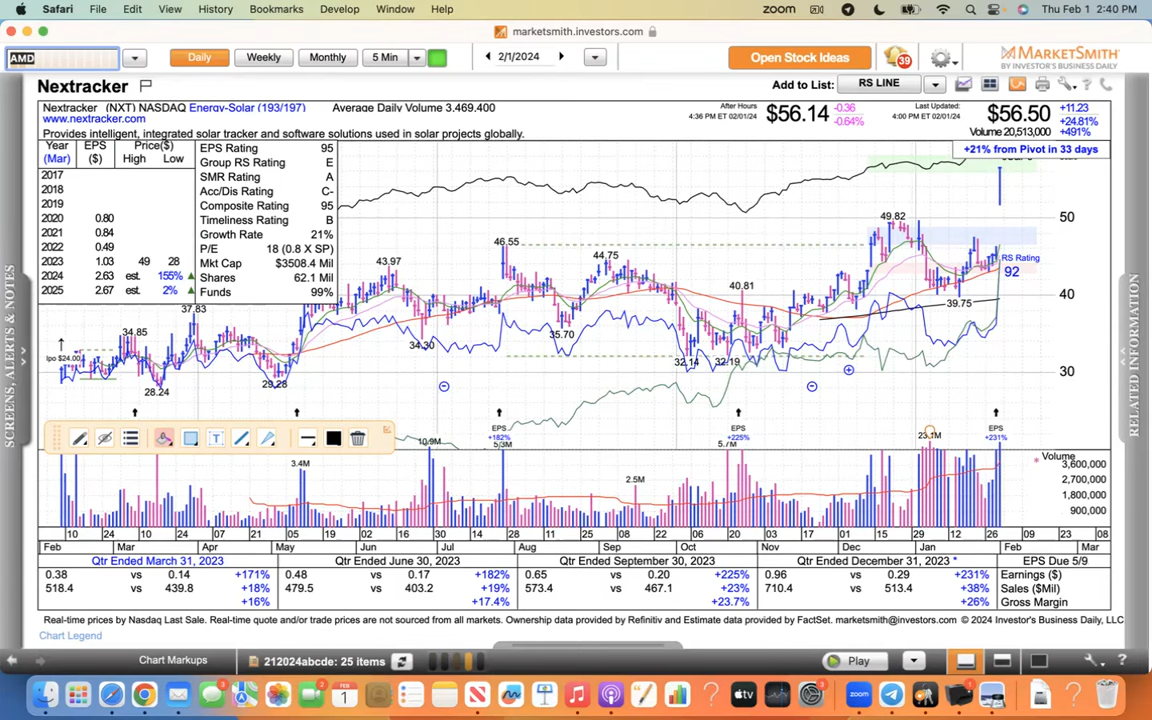 Safari File Edit View History Bookmarks Develop Window Help zoom Thu Feb 1 2:40 PM
marketsmith.investors.com
AMD Daily Weekly Monthly 5 Min 2/1/2024 Open Stock Ideas 39 MARKETSMITH
BY INVESTOR'S BUSINESS DAILY
Nextracker Add to List: RS LINE
Nextracker (NXT) NASDAQ Energy-Solar (193/197) Average Daily Volume 3.469.400
www.nextracker.com
Provides intelligent, integrated solar tracker and software solutions used in solar projects globally.
After Hours
4:36 PM ET 02/01/24 $56.14 -0.36
-0.64%
Last Updated:
4:00 PM ET 02/01/24 $56.50 +11.23
+24.81%
Volume 20,513,000 +491%
+21% from Pivot in 33 days
Year EPS Price($)
(Mar) ($) High Low
2017
2018
2019
2020 0.80
2021 0.84
2022 0.49
2023 1.03 49 28
2024 2.63 est. 155%
2025 2.67 est. 2%
EPS Rating 95
Group RS Rating E
SMR Rating A
Acc/Dis Rating C-
Composite Rating 95
Timeliness Rating B
Growth Rate 21%
P/E 18 (0.8 X SP)
Mkt Cap $3508.4 Mil
Shares 62.1 Mil
Funds 99%
50
40
30
RS Rating
92
49.82
46.55
44.75
43.97
40.81
39.75
37.83
34.85
35.70
34.30
32.14
32.19
Ipo $24.00
28.24
29.28
EPS
+182%
EPS
+225%
EPS
+231%
5.3M
10.9M
3.4M
2.5M
5.7M
23.1M
Volume
3,600,000
2,700,000
1,800,000
900,000
10 24 10 24 07 21 05 19 02 16 30 14 28 11 25 08 22 06 20 03 17 01 15 29 12 26 09 23 08
Feb Mar Apr May Jun Jul Aug Sep Oct Nov Dec Jan Feb Mar
Qtr Ended March 31, 2023 Qtr Ended June 30, 2023 Qtr Ended September 30, 2023 Qtr Ended December 31, 2023 * EPS Due 5/9
0.38 vs 0.14 +171% 0.48 vs 0.17 +182% 0.65 vs 0.20 +225% 0.96 vs 0.29 +231% Earnings ($)
518.4 vs 439.8 +18% 479.5 vs 403.2 +19% 573.4 vs 467.1 +23% 710.4 vs 513.4 +38% Sales ($Mil)
+16% +17.4% +23.7% +26% Gross Margin
Real-time prices by Nasdaq Last Sale. Real-time quote and/or trade prices are not sourced from all markets. Ownership data provided by Refinitiv and Estimate data provided by FactSet. marketsmith@investors.com © 2024 Investor's Business Daily, LLC
Chart Legend
SCREENS, ALERTS & NOTES
RELATED INFORMATION
Chart Markups 212024abcde: 25 items Play